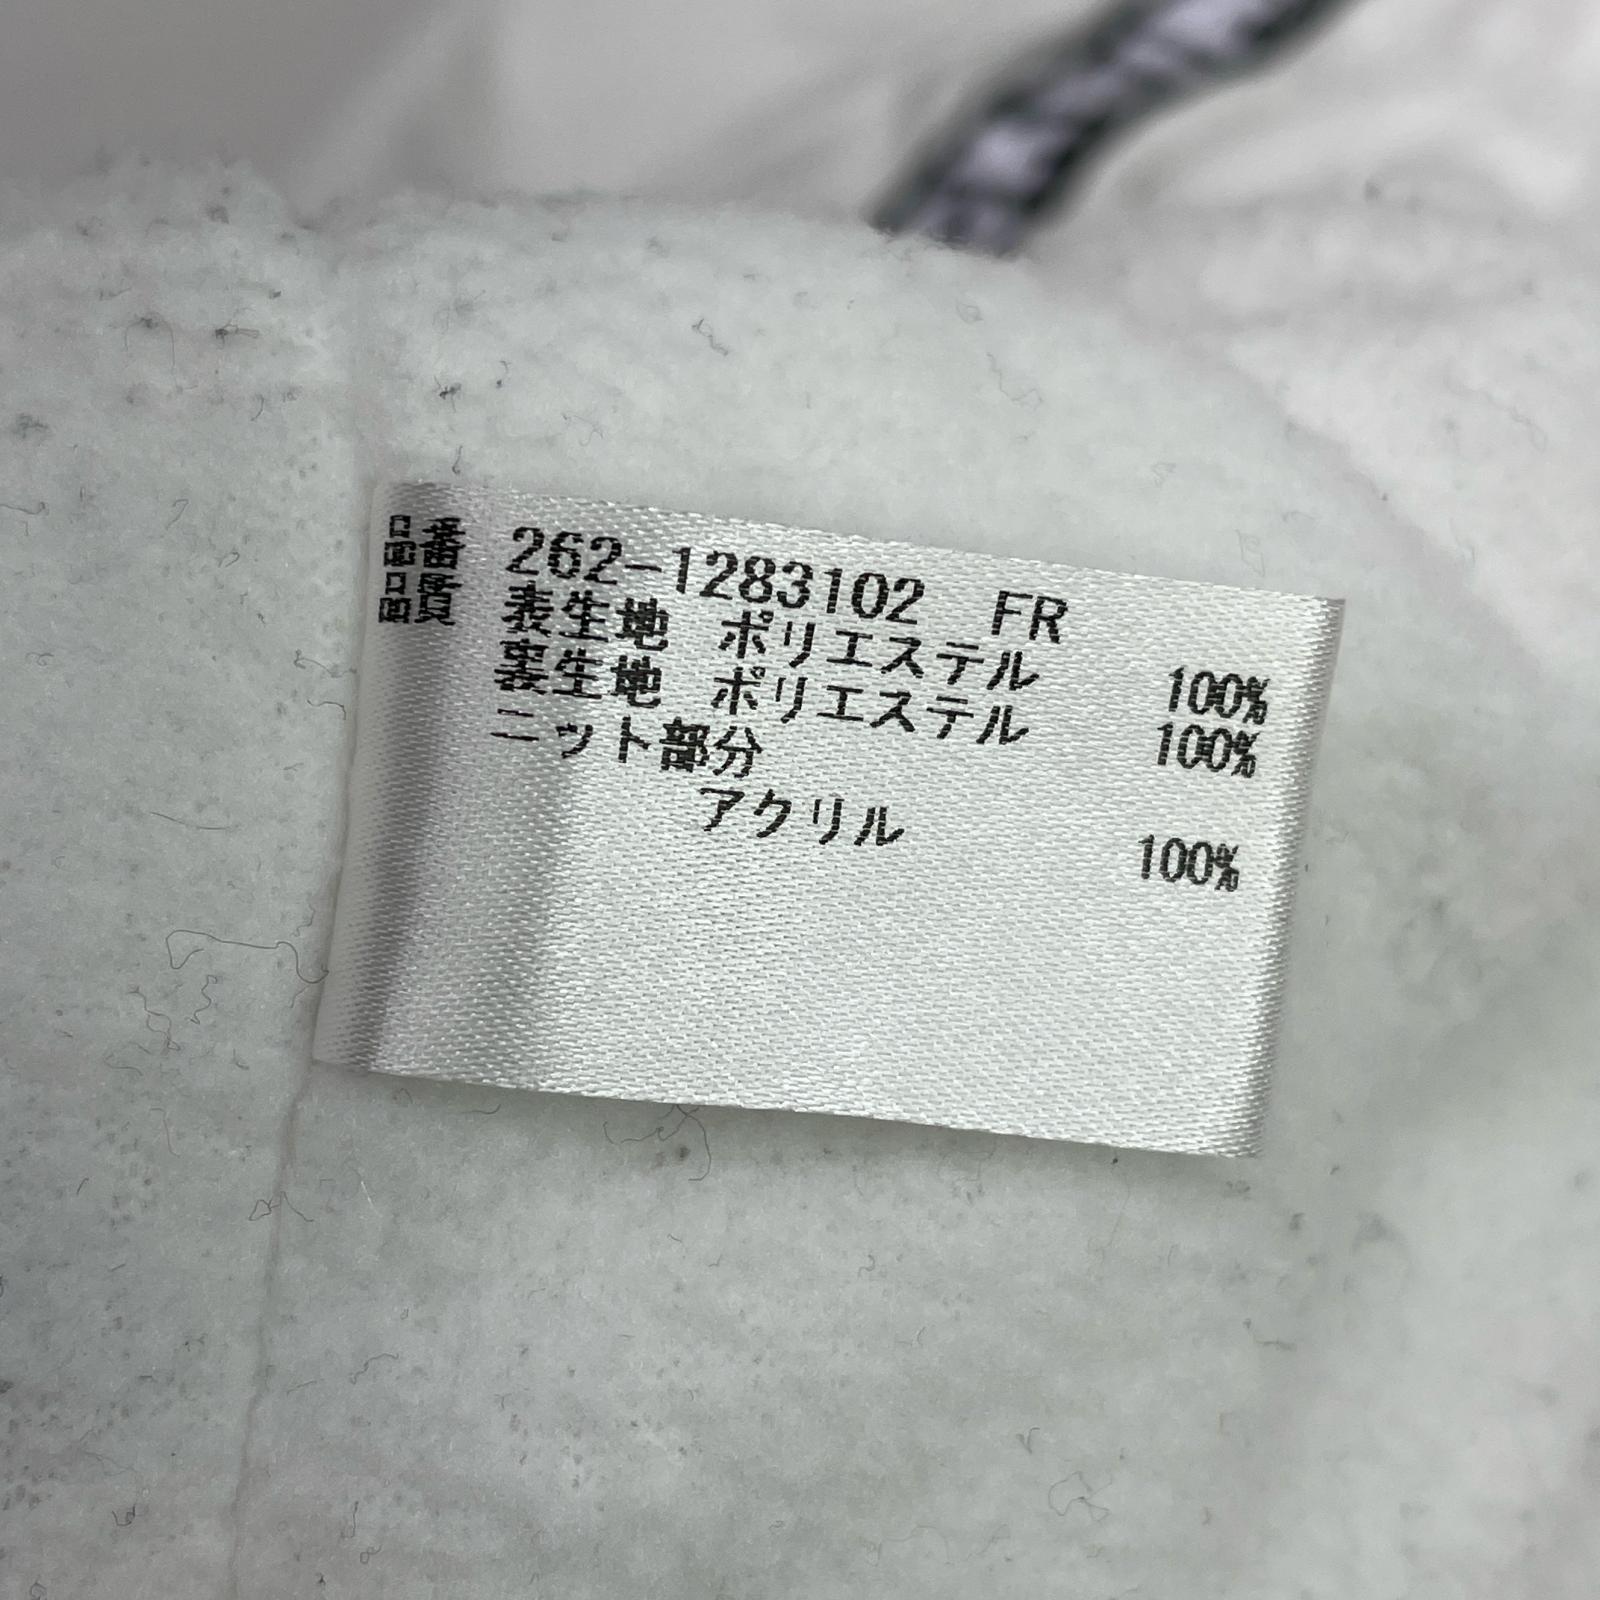 品番 262-1283102 FR
品質 表生地 ポリエステル 100%
裏生地 ポリエステル 100%
ニット部分
アクリル 100%